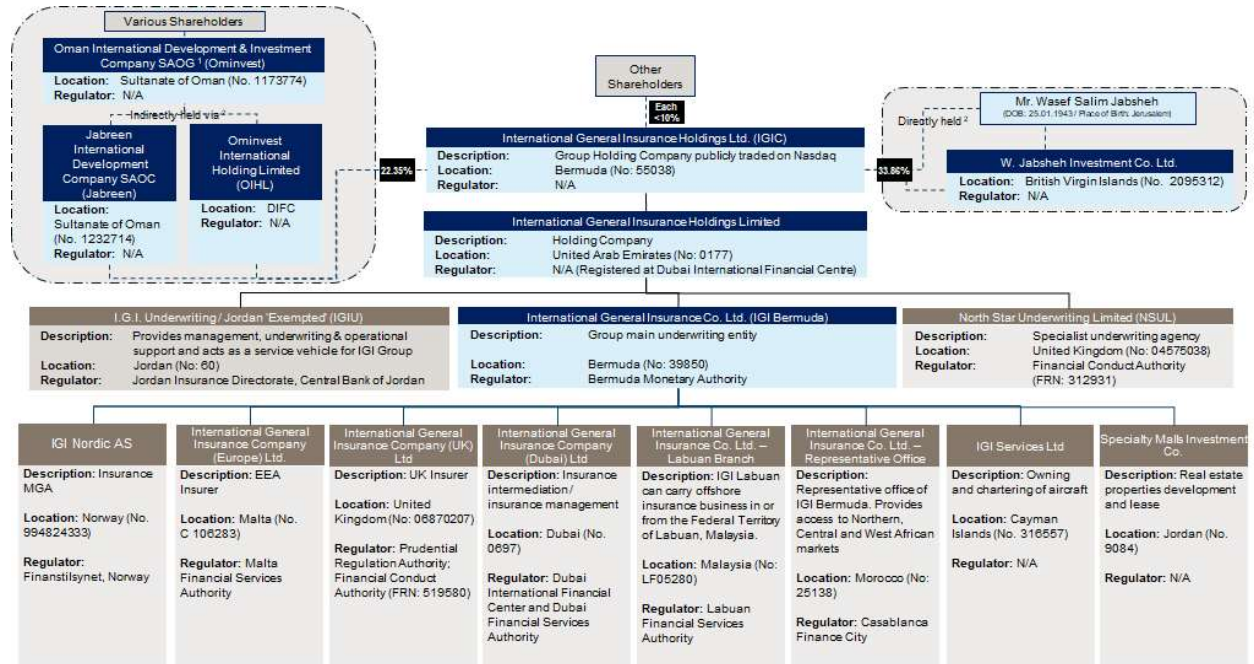 Various Shareholders
Oman International Development & Investment
Company SAOG ¹ (Ominvest)
Location: Sultanate of Oman (No. 1173774)
Regulator: N/A
Indirectly held via ²
Jabreen
International
Development
Company SAOC
(Jabreen)
Location:
Sultanate of Oman
(No. 1232714)
Regulator: N/A
Ominvest
International
Holding Limited
(OIHL)
Location: DIFC
Regulator: N/A
22.35%
Other
Shareholders
Each
<10%
International General Insurance Holdings Ltd. (IGIC)
Description: Group Holding Company publicly traded on Nasdaq
Location: Bermuda (No: 55038)
Regulator: N/A
33.86%
Directly held ²
Mr. Wasef Salim Jabsheh
(DOB: 25.01.1943 / Place of Birth: Jerusalem)
W. Jabsheh Investment Co. Ltd.
Location: British Virgin Islands (No. 2095312)
Regulator: N/A
International General Insurance Holdings Limited
Description: Holding Company
Location: United Arab Emirates (No: 0177)
Regulator: N/A (Registered at Dubai International Financial Centre)
I.G.I. Underwriting / Jordan 'Exempted' (IGIU)
Description: Provides management, underwriting & operational
support and acts as a service vehicle for IGI Group
Location: Jordan (No: 60)
Regulator: Jordan Insurance Directorate, Central Bank of Jordan
International General Insurance Co. Ltd. (IGI Bermuda)
Description: Group main underwriting entity
Location: Bermuda (No: 39850)
Regulator: Bermuda Monetary Authority
North Star Underwriting Limited (NSUL)
Description: Specialist underwriting agency
Location: United Kingdom (No: 04575038)
Regulator: Financial Conduct Authority
(FRN: 312931)
IGI Nordic AS
Description: Insurance
MGA
Location: Norway (No.
994824333)
Regulator:
Finanstilsynet, Norway
International General
Insurance Company
(Europe) Ltd.
Description: EEA
Insurer
Location: Malta (No.
C 106283)
Regulator: Malta
Financial Services
Authority
International General
Insurance Company (UK)
Ltd
Description: UK Insurer
Location: United
Kingdom (No: 06870207)
Regulator: Prudential
Regulation Authority;
Financial Conduct
Authority (FRN: 519580)
International General
Insurance Company
(Dubai) Ltd
Description: Insurance
intermediation /
insurance management
Location: Dubai (No.
0697)
Regulator: Dubai
International Financial
Center and Dubai
Financial Services
Authority
International General
Insurance Co. Ltd. –
Labuan Branch
Description: IGI Labuan
can carry offshore
insurance business in or
from the Federal Territory
of Labuan, Malaysia.
Location: Malaysia (No:
LF05280)
Regulator: Labuan
Financial Services
Authority
International General
Insurance Co. Ltd. –
Representative Office
Description:
Representative office of
IGI Bermuda. Provides
access to Northern,
Central and West African
markets
Location: Morocco (No:
25138)
Regulator: Casablanca
Finance City
IGI Services Ltd
Description: Owning
and chartering of aircraft
Location: Cayman
Islands (No. 316557)
Regulator: N/A
Specialty Malls Investment
Co.
Description: Real estate
properties development
and lease
Location: Jordan (No.
9084)
Regulator: N/A